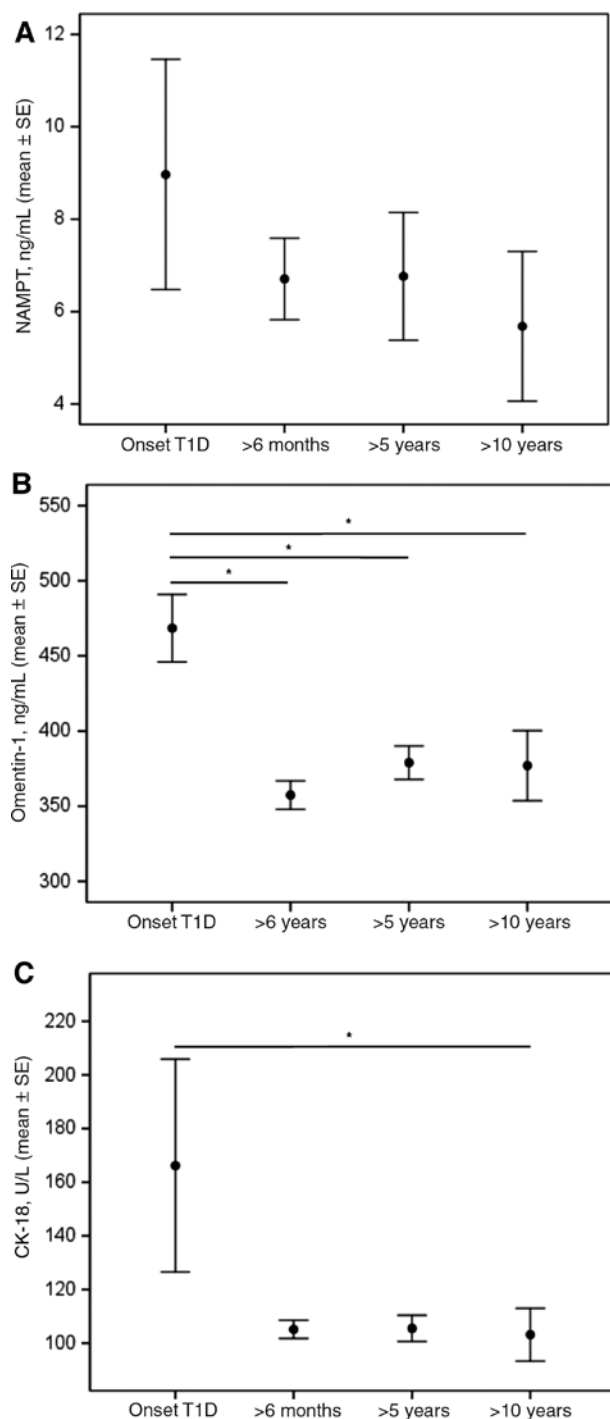 A
12
10
8
6
4
NAMPT, ng/mL (mean ± SE)
Onset T1D >6 months >5 years >10 years
B
550
500
450
400
350
300
Omentin-1, ng/mL (mean ± SE)
*
*
*
Onset T1D >6 years >5 years >10 years
C
220
200
180
160
140
120
100
CK-18, U/L (mean ± SE)
*
Onset T1D >6 months >5 years >10 years